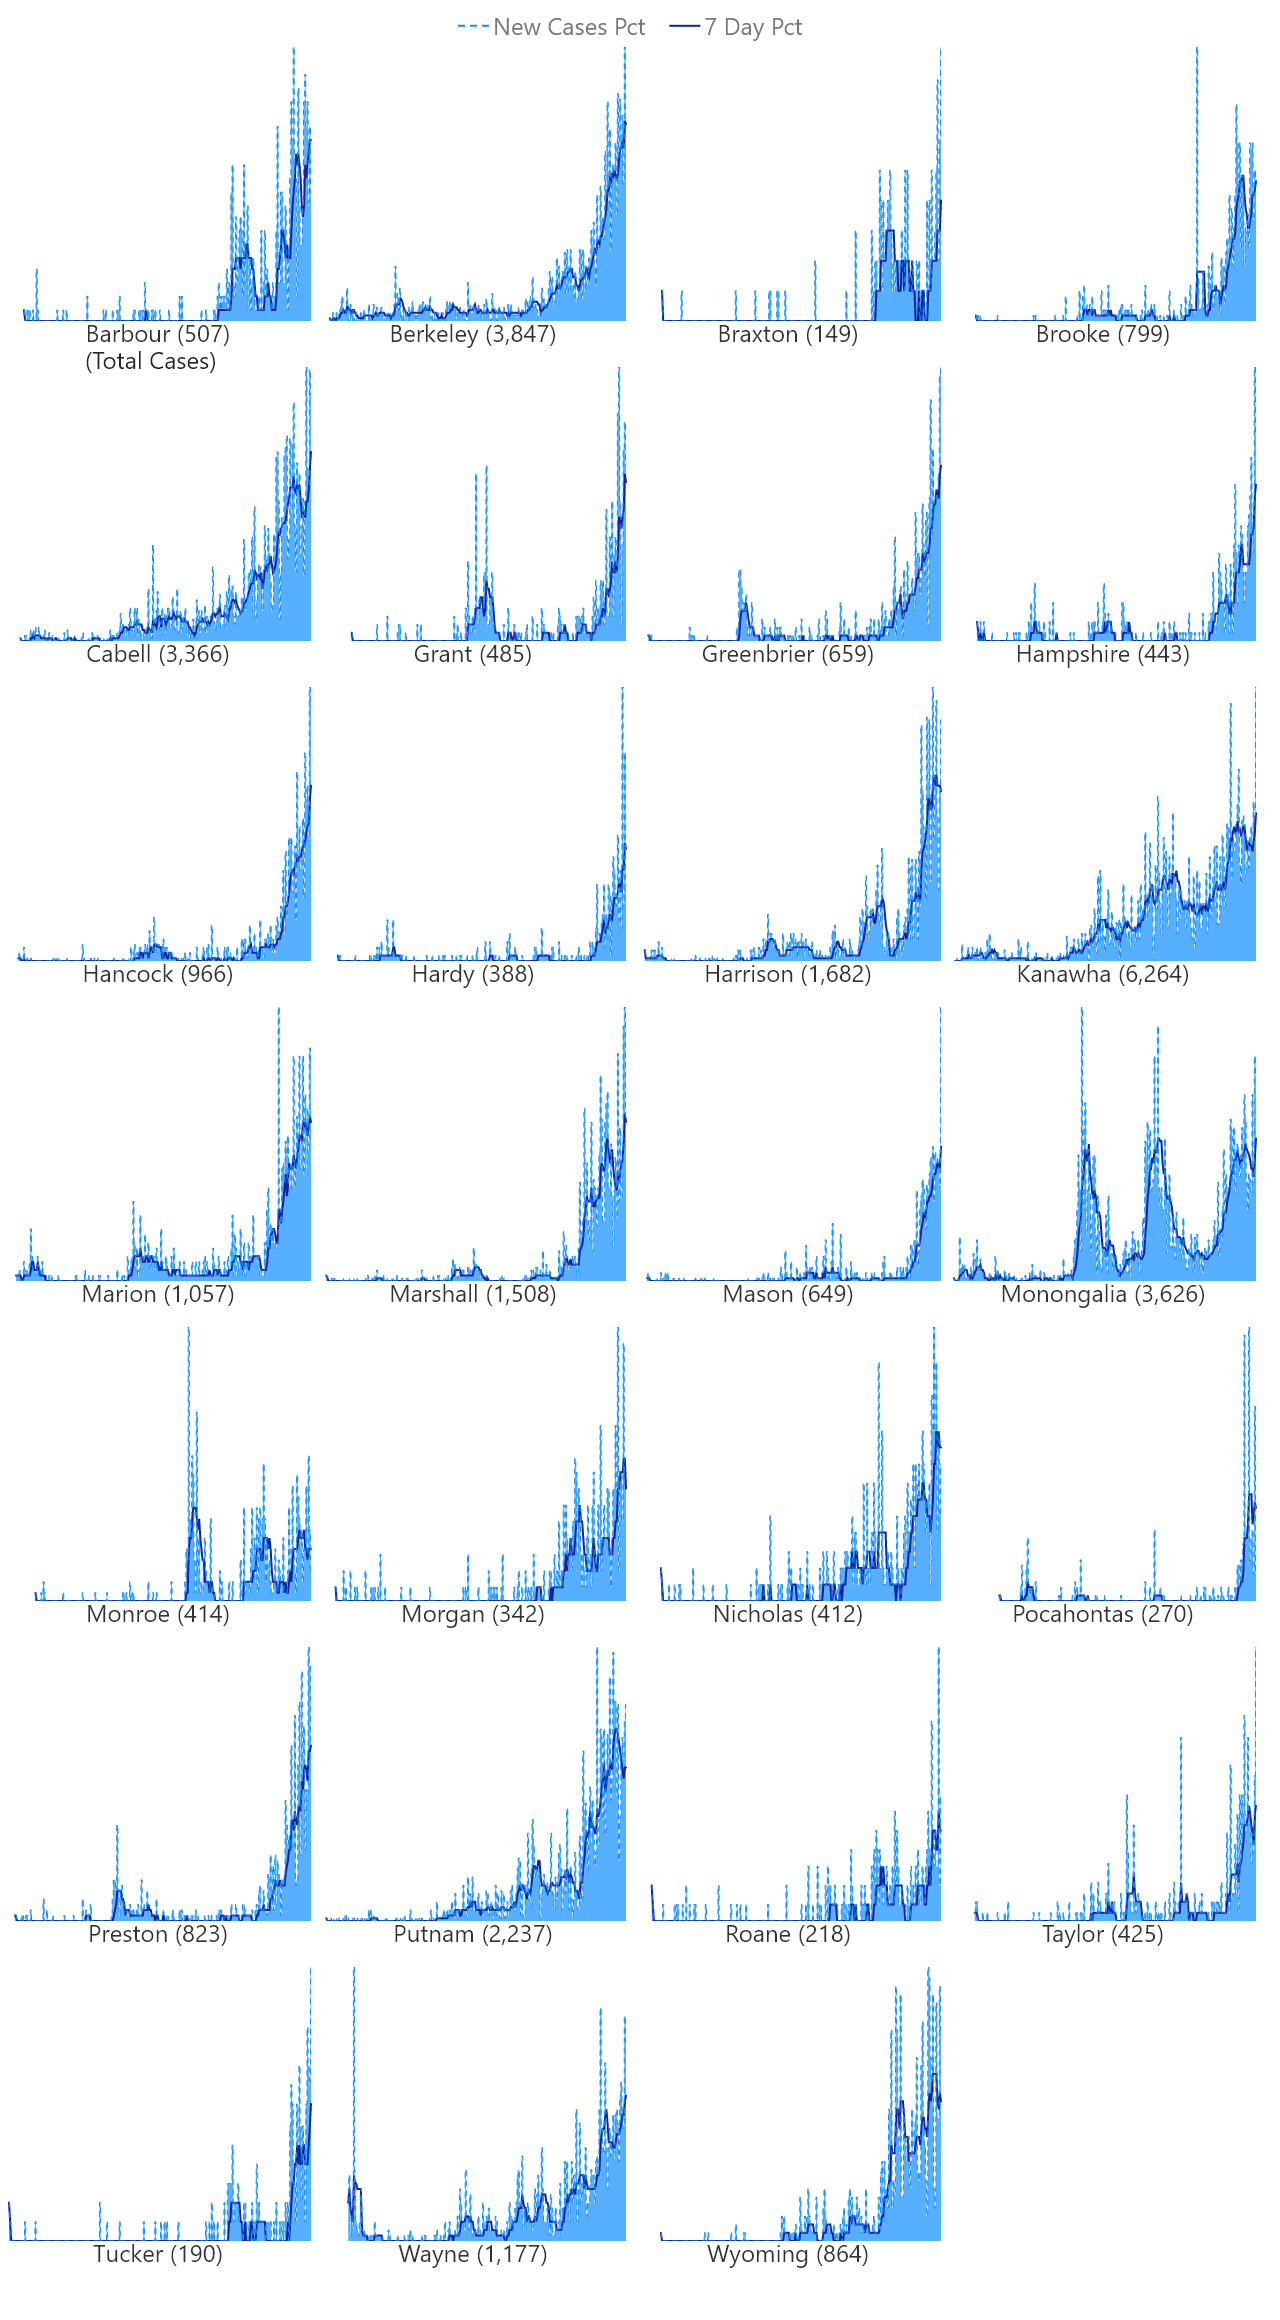 New Cases Pct 7 Day Pct
Barbour (507) Berkeley (3,847) Braxton (149) Brooke (799)
(Total Cases)
Cabell (3,366) Grant (485) Greenbrier (659) Hampshire (443)
Hancock (966) Hardy (388) Harrison (1,682) Kanawha (6,264)
Marion (1,057) Marshall (1,508) Mason (649) Monongalia (3,626)
Monroe (414) Morgan (342) Nicholas (412) Pocahontas (270)
Preston (823) Putnam (2,237) Roane (218) Taylor (425)
Tucker (190) Wayne (1,177) Wyoming (864)